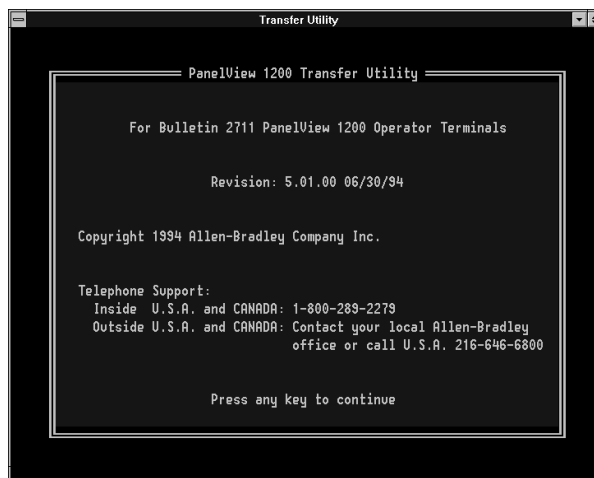 Transfer Utility
PanelView 1200 Transfer Utility
For Bulletin 2711 PanelView 1200 Operator Terminals
Revision: 5.01.00 06/30/94
Copyright 1994 Allen-Bradley Company Inc.
Telephone Support:
Inside U.S.A. and CANADA: 1-800-289-2279
Outside U.S.A. and CANADA: Contact your local Allen-Bradley
office or call U.S.A. 216-646-6800
Press any key to continue